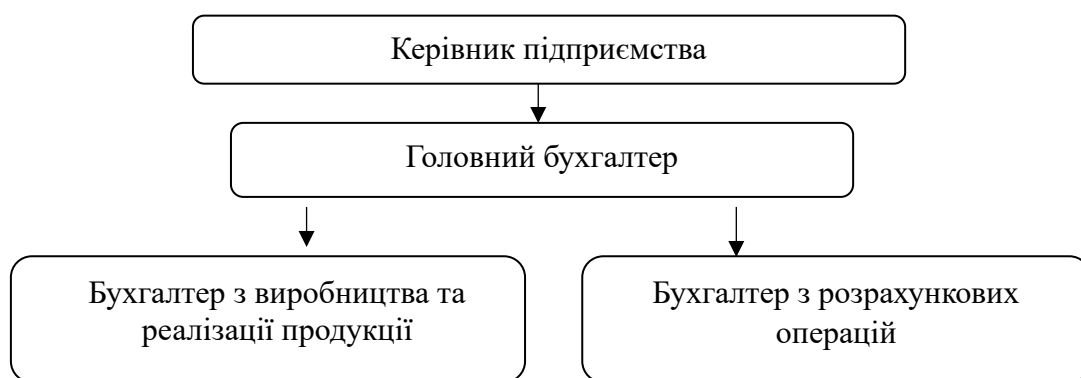 Керівник підприємства
Головний бухгалтер
Бухгалтер з виробництва та
реалізації продукції
Бухгалтер з розрахункових
операцій